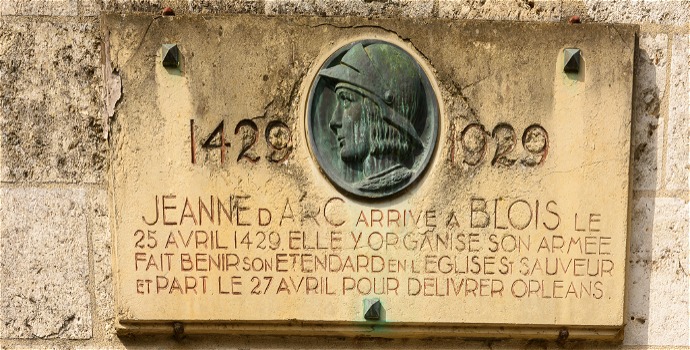 1429 1929
JEANNE D ARC ARRIVE A BLOIS LE
25 AVRIL 1429. ELLE Y ORGANISE SON ARMEE
FAIT BENIR SON ETENDARD EN L'EGLISE ST SAUVEUR
ET PART LE 27 AVRIL POUR DELIVRER ORLEANS.